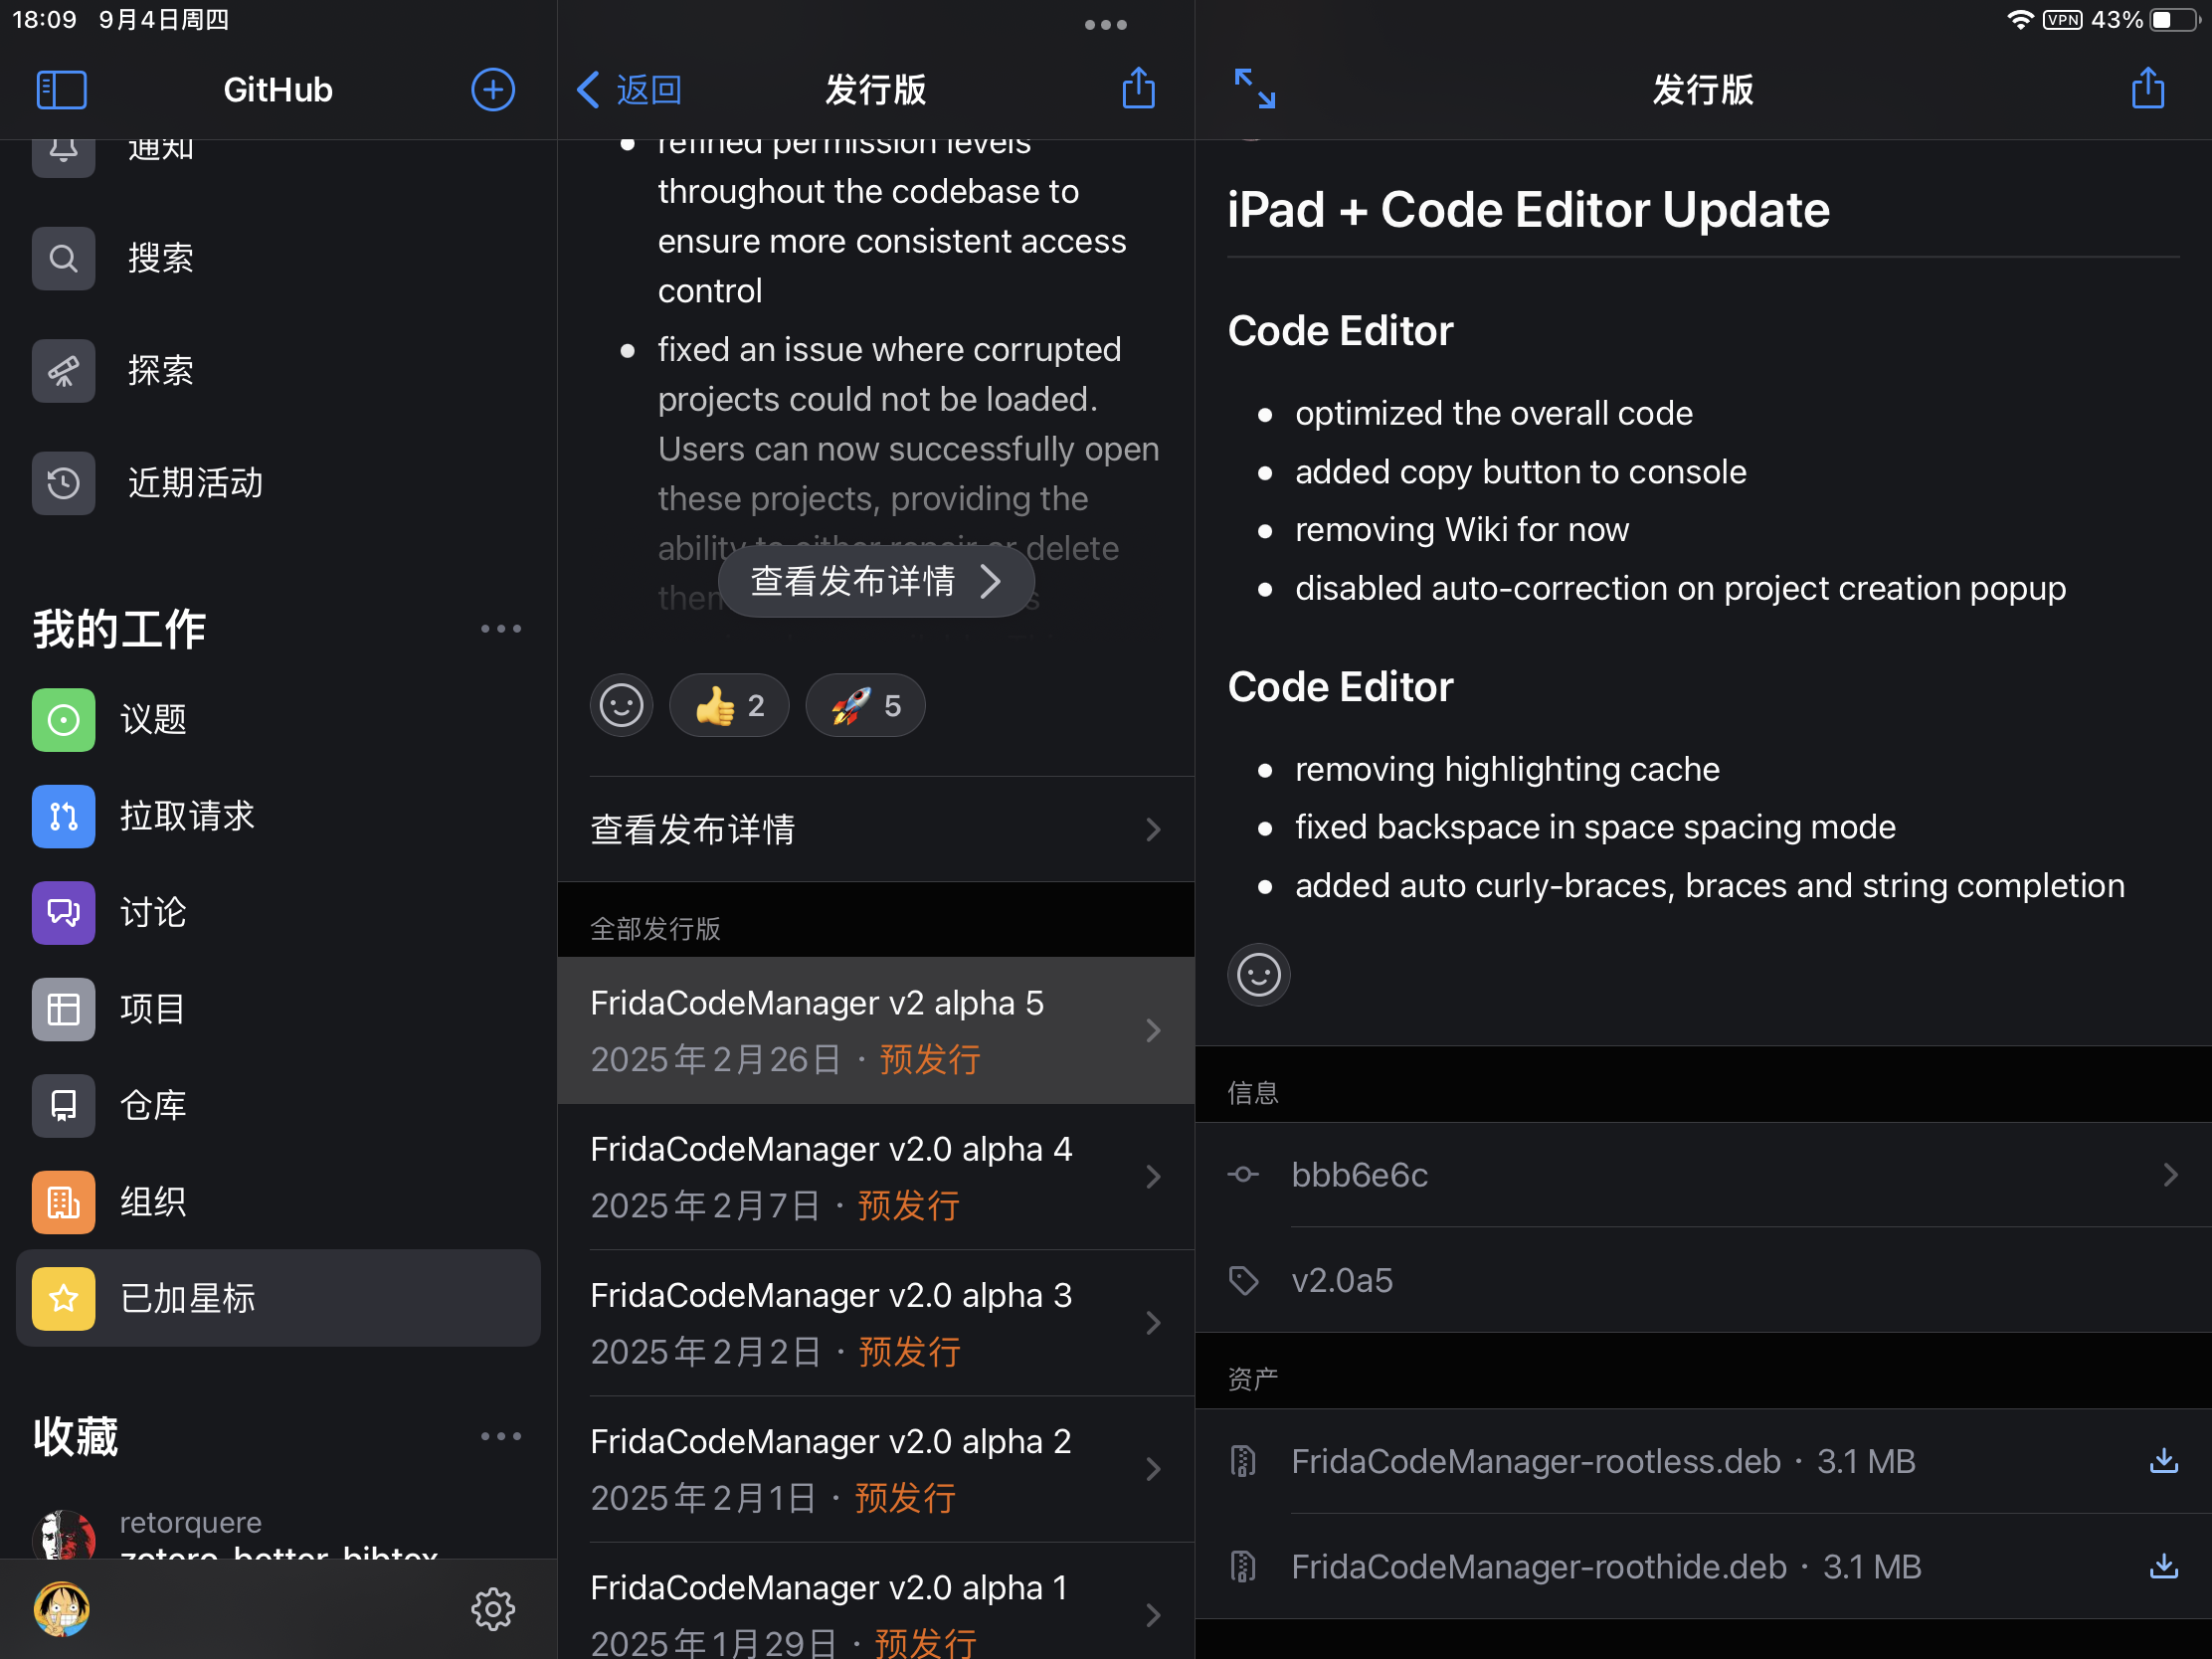 18:09 9月4日周四
VPN 43%
GitHub
通知
搜索
探索
近期活动
我的工作
议题
拉取请求
讨论
项目
仓库
组织
已加星标
收藏
retorquere
zotero-better-bibtex
返回 发行版
refined permission levels
throughout the codebase to
ensure more consistent access
control
fixed an issue where corrupted
projects could not be loaded.
Users can now successfully open
these projects, providing the
ability to either repair or delete
查看发布详情
2
5
查看发布详情
全部发行版
FridaCodeManager v2 alpha 5
2025年2月26日 · 预发行
FridaCodeManager v2.0 alpha 4
2025年2月7日 · 预发行
FridaCodeManager v2.0 alpha 3
2025年2月2日 · 预发行
FridaCodeManager v2.0 alpha 2
2025年2月1日 · 预发行
FridaCodeManager v2.0 alpha 1
2025年1月29日 · 预发行
发行版
iPad + Code Editor Update
Code Editor
optimized the overall code
added copy button to console
removing Wiki for now
disabled auto-correction on project creation popup
Code Editor
removing highlighting cache
fixed backspace in space spacing mode
added auto curly-braces, braces and string completion
信息
bbb6e6c
v2.0a5
资产
FridaCodeManager-rootless.deb · 3.1 MB
FridaCodeManager-roothide.deb · 3.1 MB